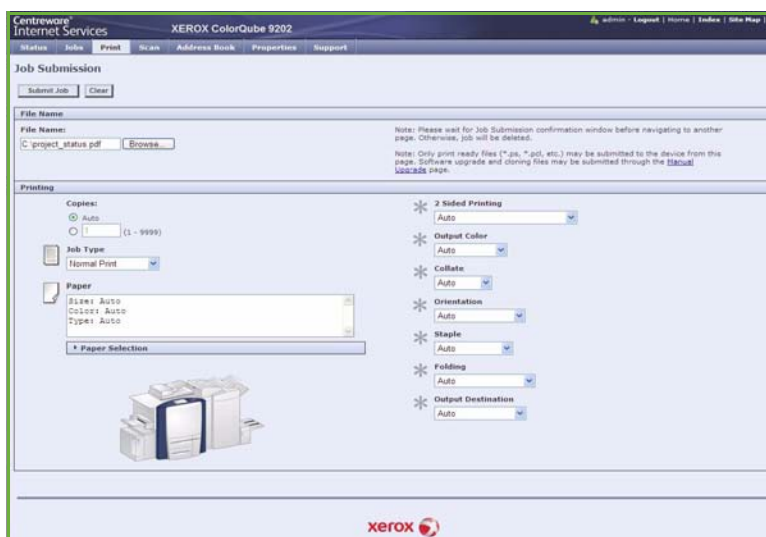 Centreware®
Internet Services
XEROX ColorQube 9202
admin - Logout | Home | Index | Site Map |
Status Jobs Print Scan Address Book Properties Support
Job Submission
Submit Job Clear
File Name
File Name:
C:\project_status.pdf Browse...
Note: Please wait for Job Submission confirmation window before navigating to another
page. Otherwise, job will be deleted.
Note: Only print ready files (*.ps, *.pcl, etc.) may be submitted to the device from this
page. Software upgrade and cloning files may be submitted through the Manual
Upgrade page.
Printing
Copies:
Auto
1 (1 - 9999)
Job Type
Normal Print
Paper
Size: Auto
Color: Auto
Type: Auto
Paper Selection
2 Sided Printing
Auto
Output Color
Auto
Collate
Auto
Orientation
Auto
Staple
Auto
Folding
Auto
Output Destination
Auto
xerox